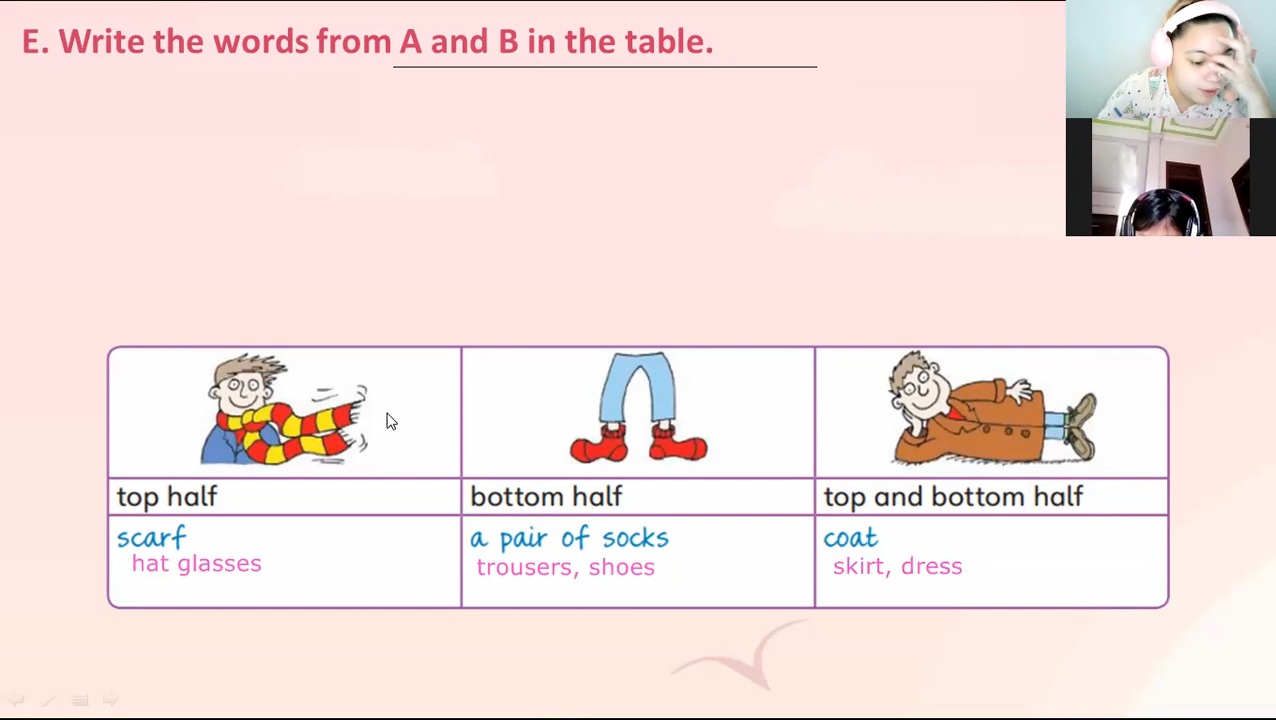 E. Write the words from A and B in the table.
top half
bottom half
top and bottom half
scarf
hat glasses
a pair of socks
trousers, shoes
coat
skirt, dress